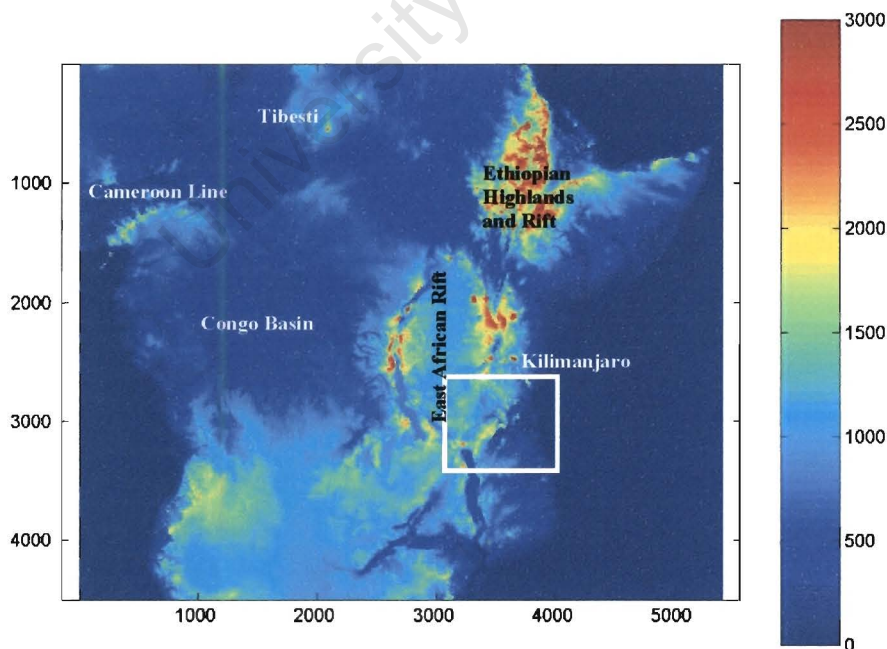 University
3000
2500
2000
1500
1000
500
0
Tibesti
Cameroon Line
Ethiopian
Highlands
and Rift
East African Rift
Congo Basin
Kilimanjaro
1000
2000
3000
4000
1000
2000
3000
4000
5000